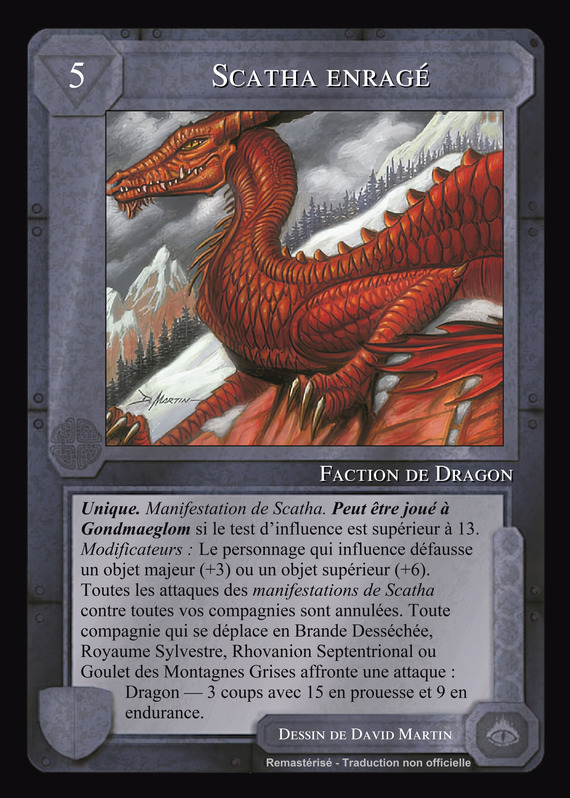 5
Scatha enragé
D. Martin
Faction de Dragon
Unique. Manifestation de Scatha. Peut être joué à
Gondmaeglom si le test d'influence est supérieur à 13.
Modificateurs : Le personnage qui influence défausse
un objet majeur (+3) ou un objet supérieur (+6).
Toutes les attaques des manifestations de Scatha
contre toutes vos compagnies sont annulées. Toute
compagnie qui se déplace en Brande Desséchée,
Royaume Sylvestre, Rhovanion Septentrional ou
Goulet des Montagnes Grises affronte une attaque :
Dragon — 3 coups avec 15 en prouesse et 9 en
endurance.
Dessin de David Martin
Remastérisé - Traduction non officielle